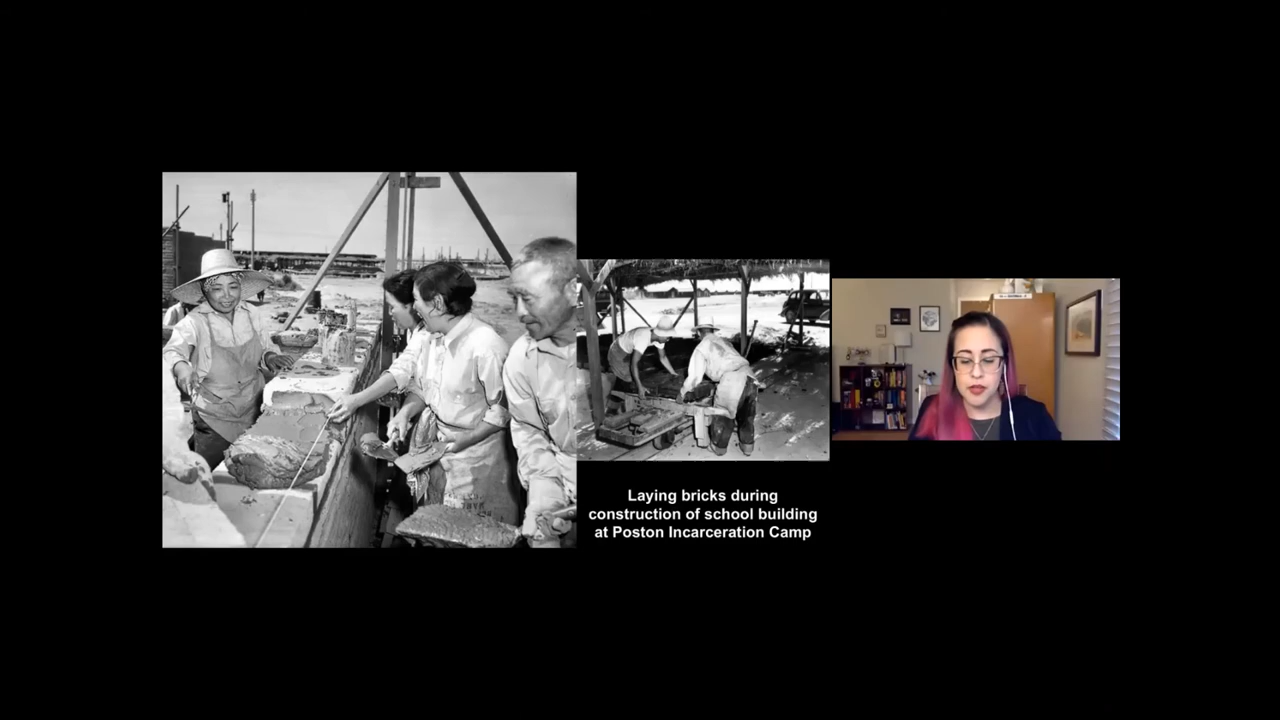 Laying bricks during
construction of school building
at Poston Incarceration Camp